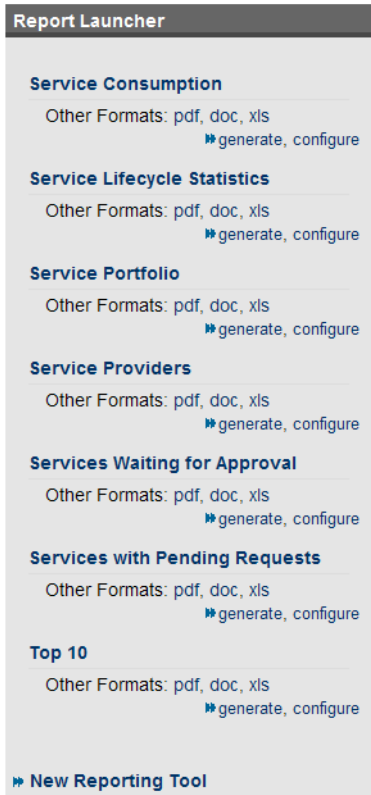 Report Launcher
Service Consumption
Other Formats: pdf, doc, xls
generate, configure
Service Lifecycle Statistics
Other Formats: pdf, doc, xls
generate, configure
Service Portfolio
Other Formats: pdf, doc, xls
generate, configure
Service Providers
Other Formats: pdf, doc, xls
generate, configure
Services Waiting for Approval
Other Formats: pdf, doc, xls
generate, configure
Services with Pending Requests
Other Formats: pdf, doc, xls
generate, configure
Top 10
Other Formats: pdf, doc, xls
generate, configure
New Reporting Tool